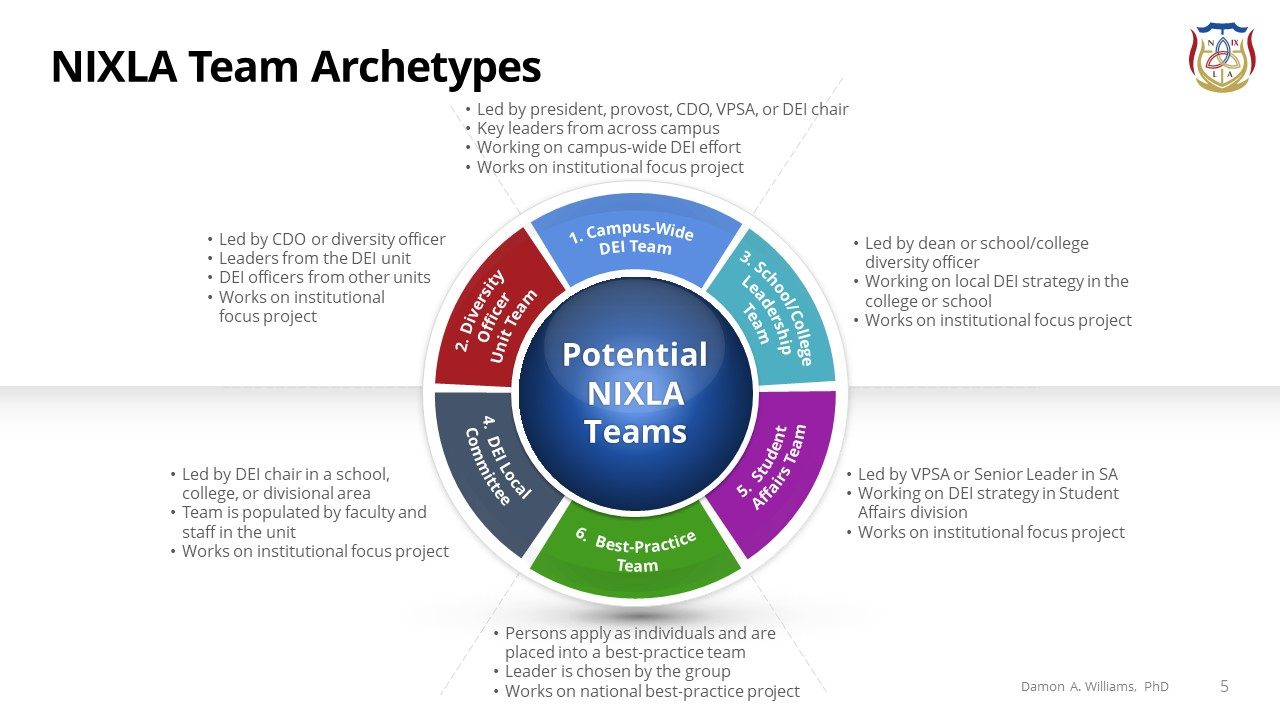 NIXLA Team Archetypes
N IX
L A
• Led by president, provost, CDO, VPSA, or DEI chair
• Key leaders from across campus
• Working on campus-wide DEI effort
• Works on institutional focus project
1. Campus-Wide
DEI Team
• Led by CDO or diversity officer
• Leaders from the DEI unit
• DEI officers from other units
• Works on institutional
focus project
2. Diversity
Officer
Unit Team
3. School/College
Leadership
Team
• Led by dean or school/college
diversity officer
• Working on local DEI strategy in the
college or school
• Works on institutional focus project
Potential
NIXLA
Teams
• Led by DEI chair in a school,
college, or divisional area
• Team is populated by faculty and
staff in the unit
• Works on institutional focus project
4. DEI Local
Committee
5. Student
Affairs Team
• Led by VPSA or Senior Leader in SA
• Working on DEI strategy in Student
Affairs division
• Works on institutional focus project
6. Best-Practice
Team
• Persons apply as individuals and are
placed into a best-practice team
• Leader is chosen by the group
• Works on national best-practice project
Damon A. Williams, PhD
5